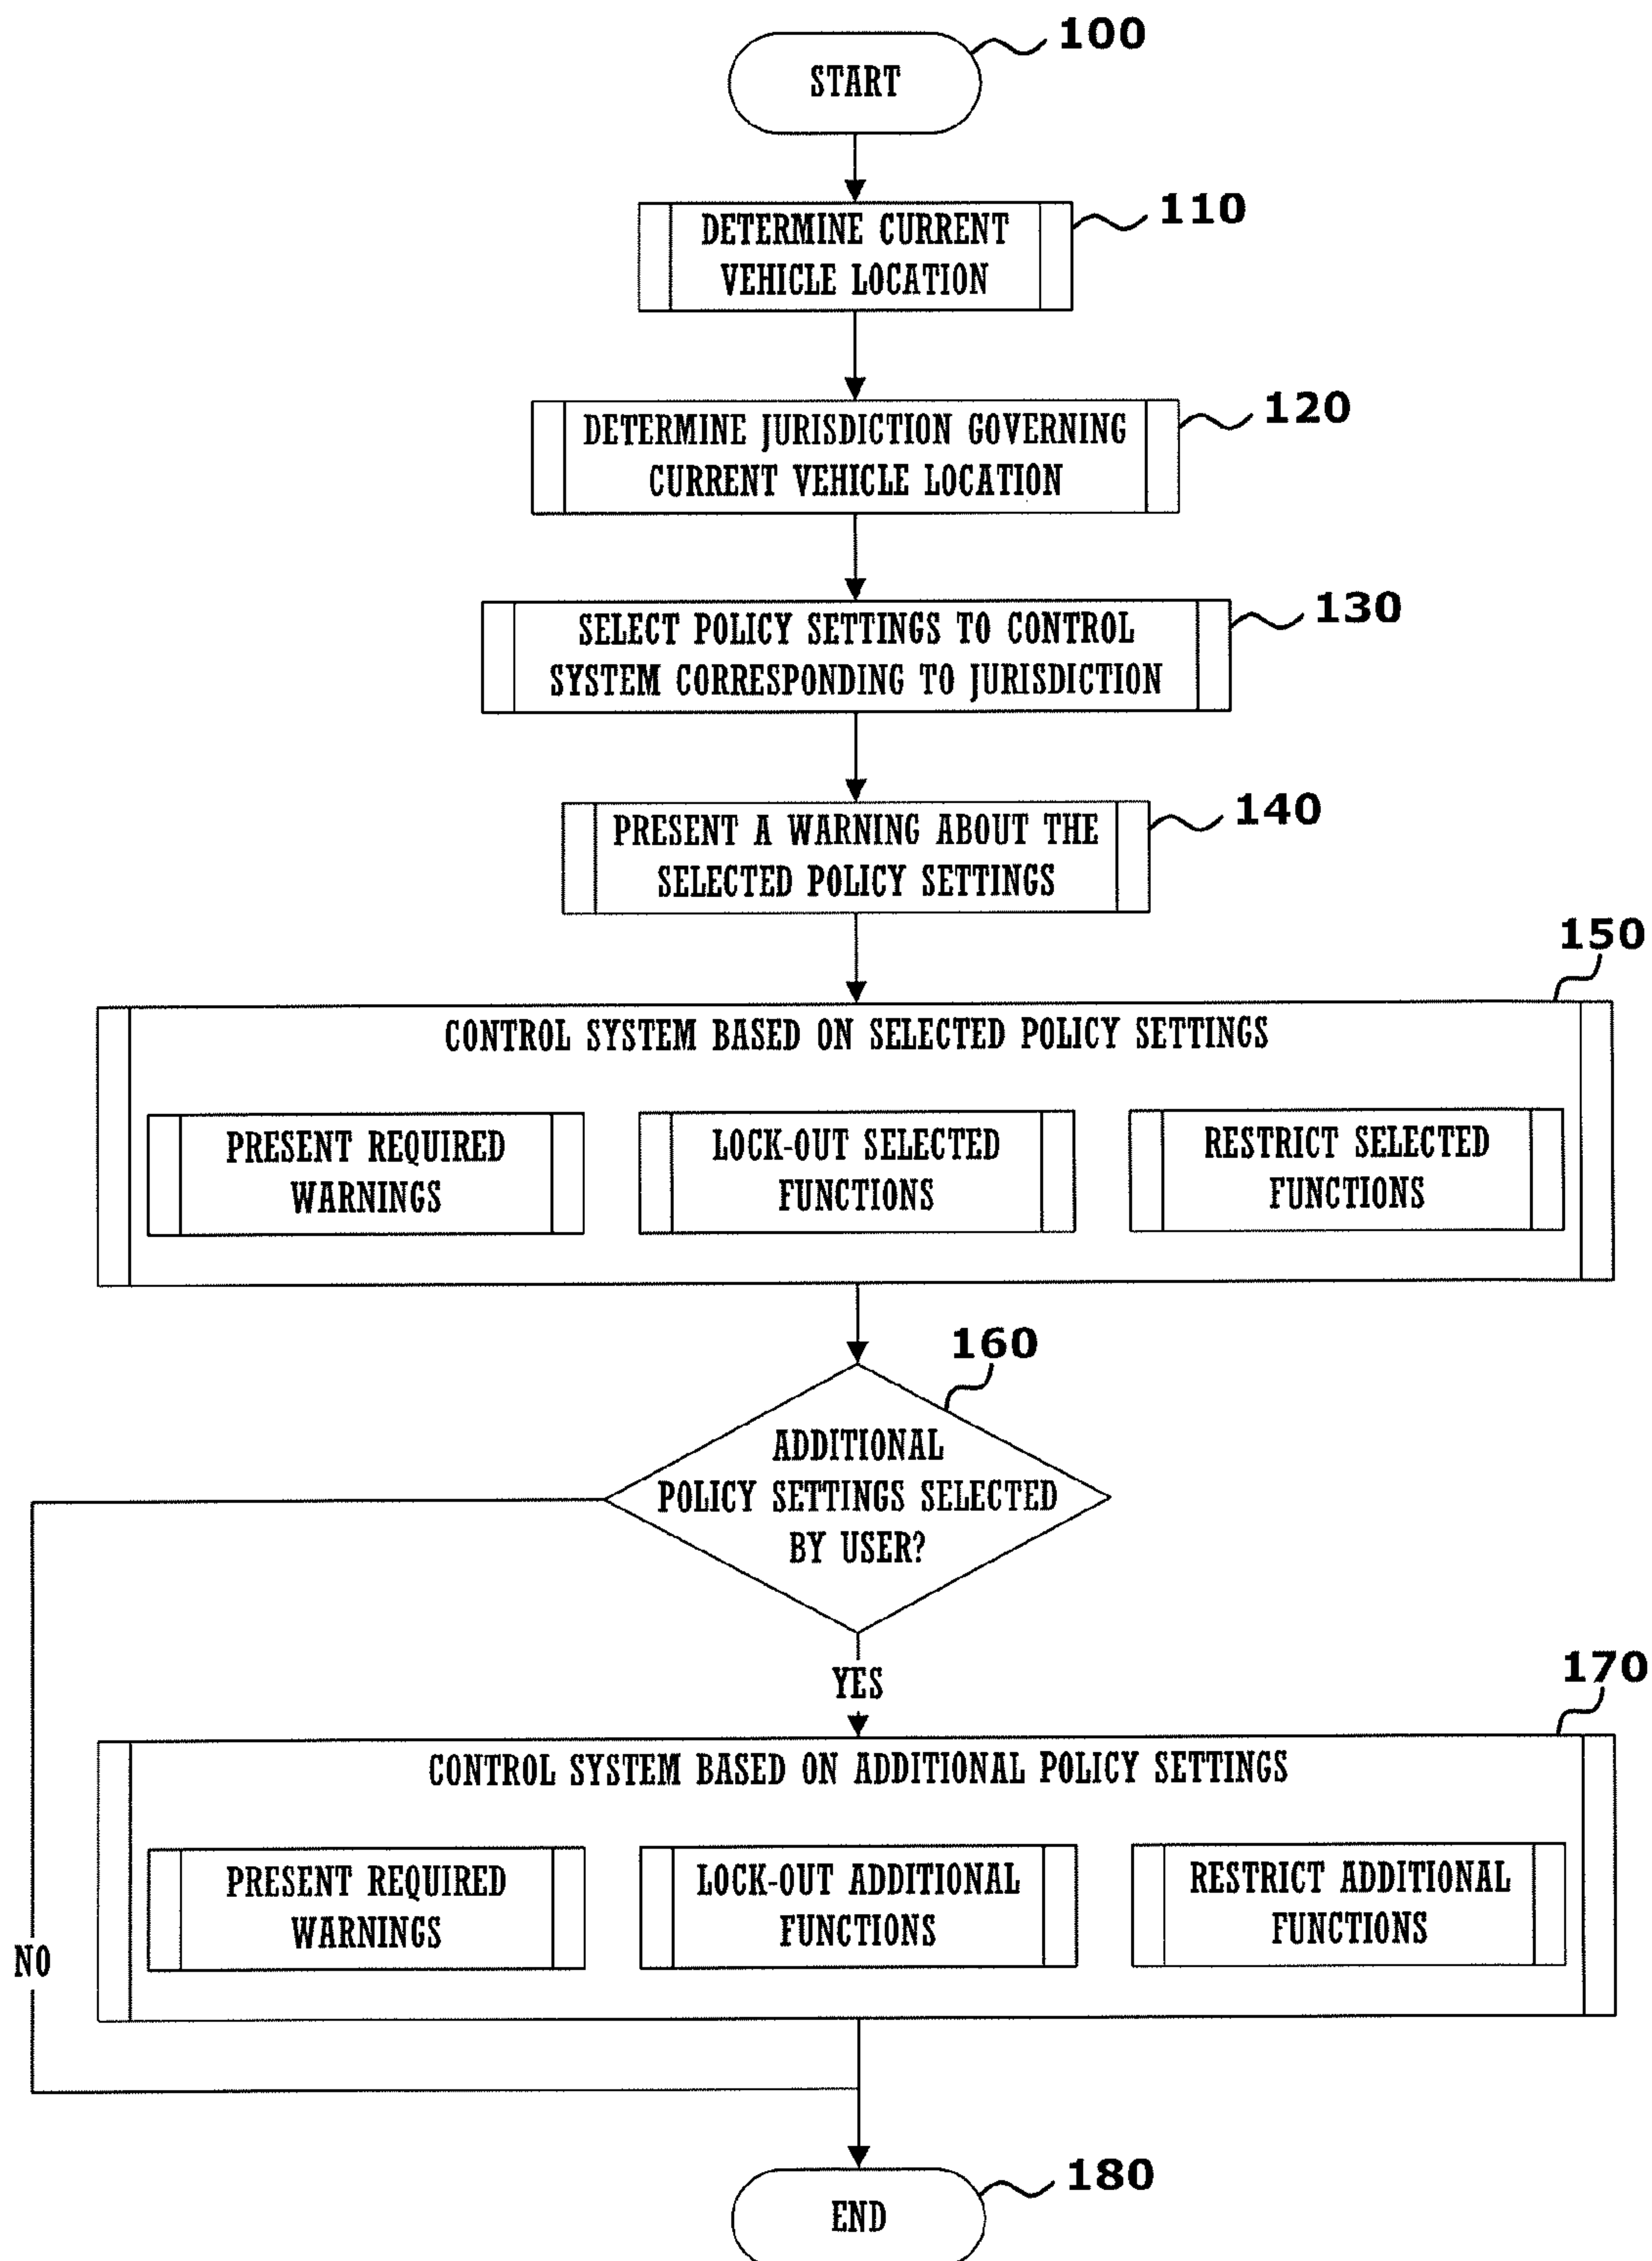 100
START
110
DETERMINE CURRENT
VEHICLE LOCATION
120
DETERMINE JURISDICTION GOVERNING
CURRENT VEHICLE LOCATION
130
SELECT POLICY SETTINGS TO CONTROL
SYSTEM CORRESPONDING TO JURISDICTION
140
PRESENT A WARNING ABOUT THE
SELECTED POLICY SETTINGS
150
CONTROL SYSTEM BASED ON SELECTED POLICY SETTINGS
PRESENT REQUIRED
WARNINGS
LOCK-OUT SELECTED
FUNCTIONS
RESTRICT SELECTED
FUNCTIONS
160
ADDITIONAL
POLICY SETTINGS SELECTED
BY USER?
YES
170
CONTROL SYSTEM BASED ON ADDITIONAL POLICY SETTINGS
PRESENT REQUIRED
WARNINGS
LOCK-OUT ADDITIONAL
FUNCTIONS
RESTRICT ADDITIONAL
FUNCTIONS
NO
180
END